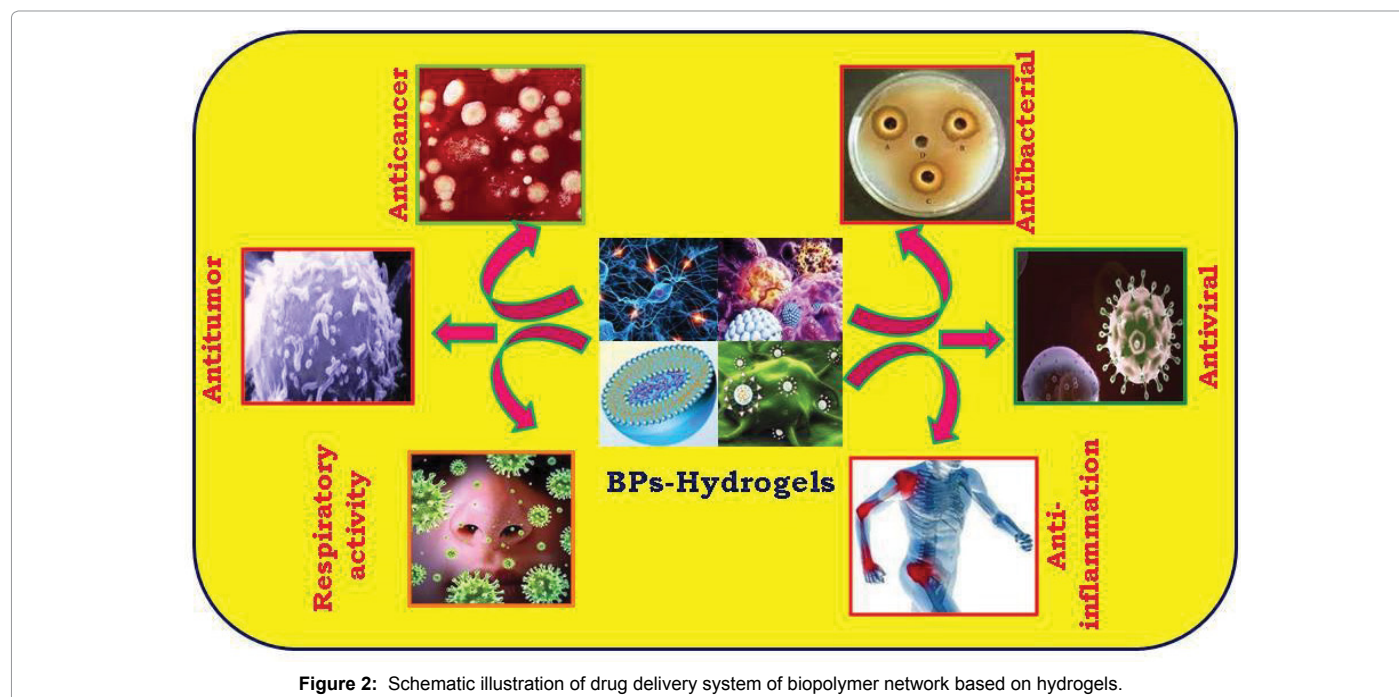 Anticancer
Antibacterial
A
B
D
C
Antitumor
Antiviral
BPs-Hydrogels
Respiratory
activity
Anti-
inflammation
Figure 2: Schematic illustration of drug delivery system of biopolymer network based on hydrogels.